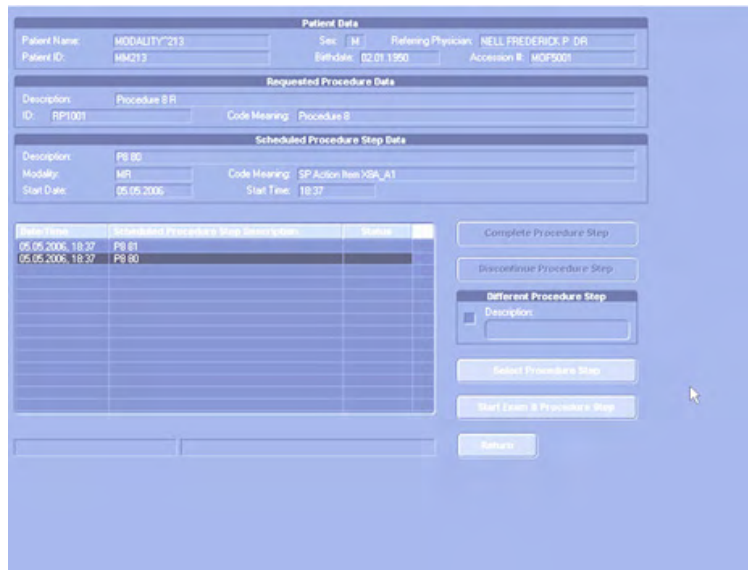 Patient Data
Patient Name: MODALITY^213 Sex: M Referring Physician: NELL FREDERICK P DR
Patient ID: MM213 Birthdate: 02.01.1950 Accession #: MOF5001
Requested Procedure Data
Description: Procedure 8 R
ID: RP1001 Code Meaning: Procedure 8
Scheduled Procedure Step Data
Description: P8 80
Modality: MR Code Meaning: SP Action Item X8A_A1
Start Date: 05.05.2006 Start Time: 18:37
Date/Time Scheduled Procedure Step Description Status
05.05.2006, 18:37 P8 81
05.05.2006, 18:37 P8 80
Complete Procedure Step
Discontinue Procedure Step
Different Procedure Step
Description:
Select Procedure Step
Start Exam & Procedure Step
Return